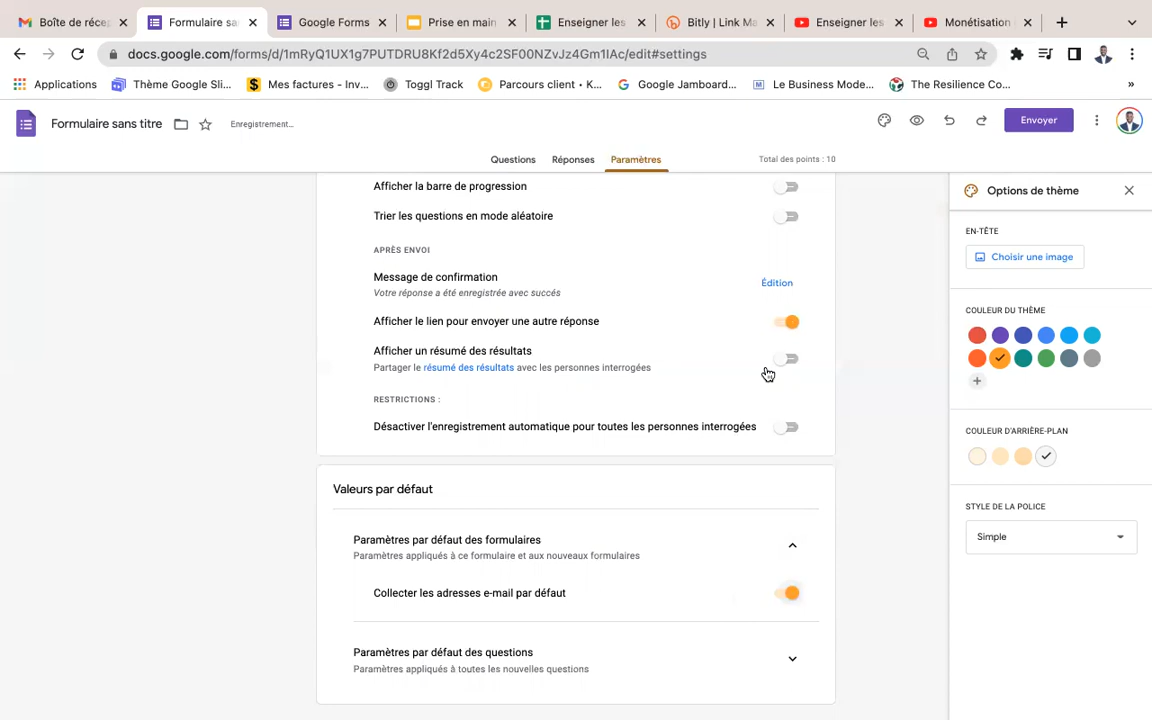 Boîte de récep
Formulaire sa
Google Forms
Prise en main
Enseigner les
Bitly | Link Ma
Enseigner les
Monétisation
docs.google.com/forms/d/1mRyQ1UX1g7PUTDRU8Kf2d5Xy4c2SF00NZvJz4Gm1IAc/edit#settings
Applications
Thème Google Sli...
Mes factures - Inv...
Toggl Track
Parcours client • K...
Google Jamboard...
Le Business Mode...
The Resilience Co...
»
Formulaire sans titre
Enregistrement...
Envoyer
Questions
Réponses
Paramètres
Total des points : 10
Afficher la barre de progression
Trier les questions en mode aléatoire
APRÈS ENVOI
Message de confirmation
Édition
Votre réponse a été enregistrée avec succés
Afficher le lien pour envoyer une autre réponse
Afficher un résumé des résultats
Partager le résumé des résultats avec les personnes interrogées
RESTRICTIONS :
Désactiver l'enregistrement automatique pour toutes les personnes interrogées
Valeurs par défaut
Paramètres par défaut des formulaires
Paramètres appliqués à ce formulaire et aux nouveaux formulaires
Collecter les adresses e-mail par défaut
Paramètres par défaut des questions
Paramètres appliqués à toutes les nouvelles questions
Options de thème
EN-TÊTE
Choisir une image
COULEUR DU THÈME
COULEUR D'ARRIÈRE-PLAN
STYLE DE LA POLICE
Simple